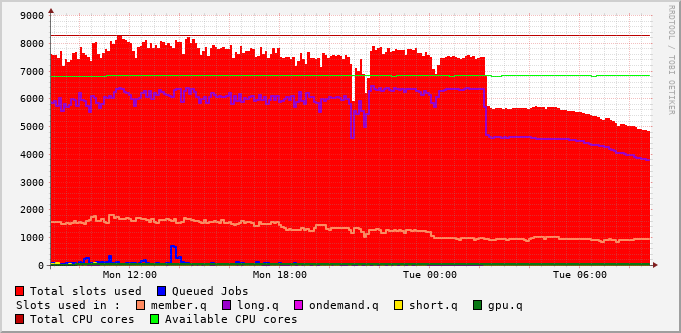 9000
8000
7000
6000
5000
4000
3000
2000
1000
0
Mon 12:00 Mon 18:00 Tue 00:00 Tue 06:00
Total slots used Queued Jobs
Slots used in : member.q long.q ondemand.q short.q gpu.q
Total CPU cores Available CPU cores
RRDTOOL / TOBI OETIKER